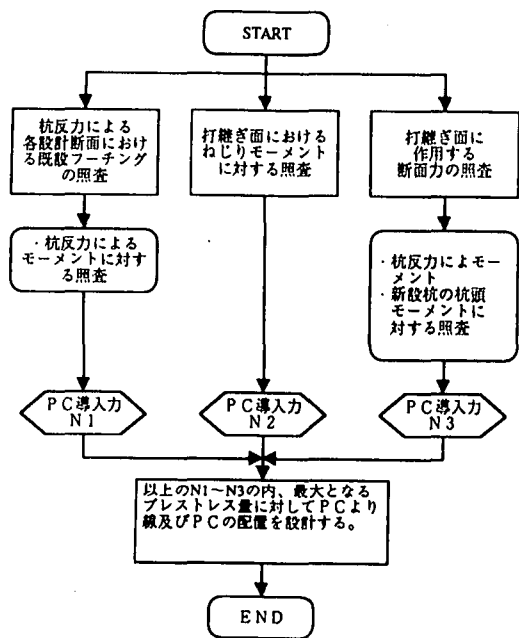 START
杭反力による
各設計断面におけ
る既設フーチング
の照査
打継ぎ面における
ねじりモーメント
に対する照査
打継ぎ面に
作用する
断面力の照査
・杭反力による
モーメントに対す
る照査
・杭反力によモー
メント
・新設杭の杭頭
モーメントに
対する照査
PC導入力
N1
PC導入力
N2
PC導入力
N3
以上のN1～N3の内、最大となる
プレストレス量に対してPCより
線及びPCの配置を設計する。
END